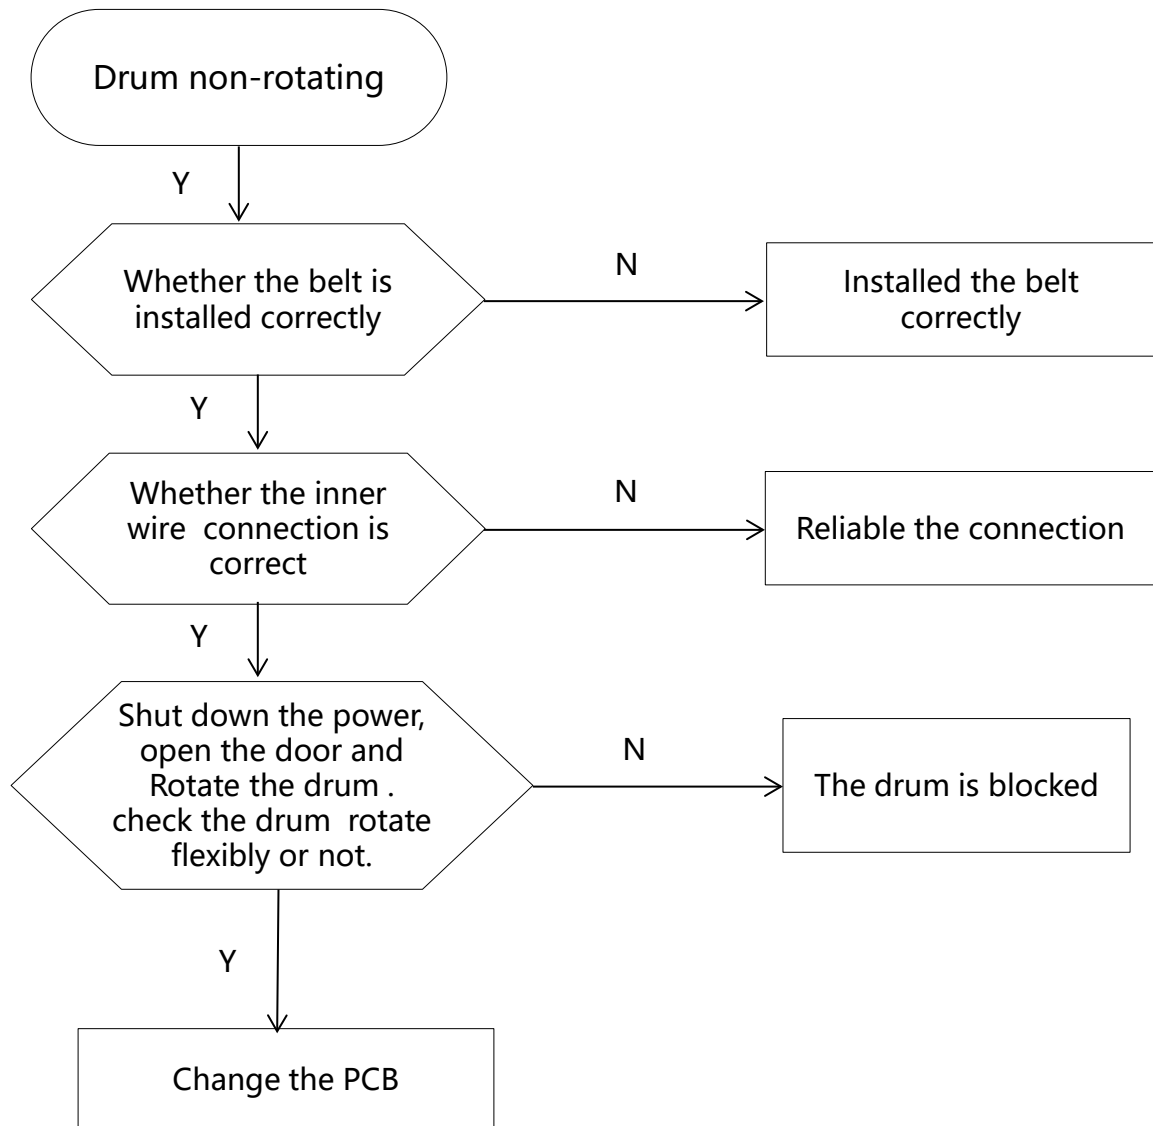 Drum non-rotating
Y
Whether the belt is
installed correctly
N
Installed the belt
correctly
Y
Whether the inner
wire connection is
correct
N
Reliable the connection
Y
Shut down the power,
open the door and
Rotate the drum .
check the drum rotate
flexibly or not.
N
The drum is blocked
Y
Change the PCB